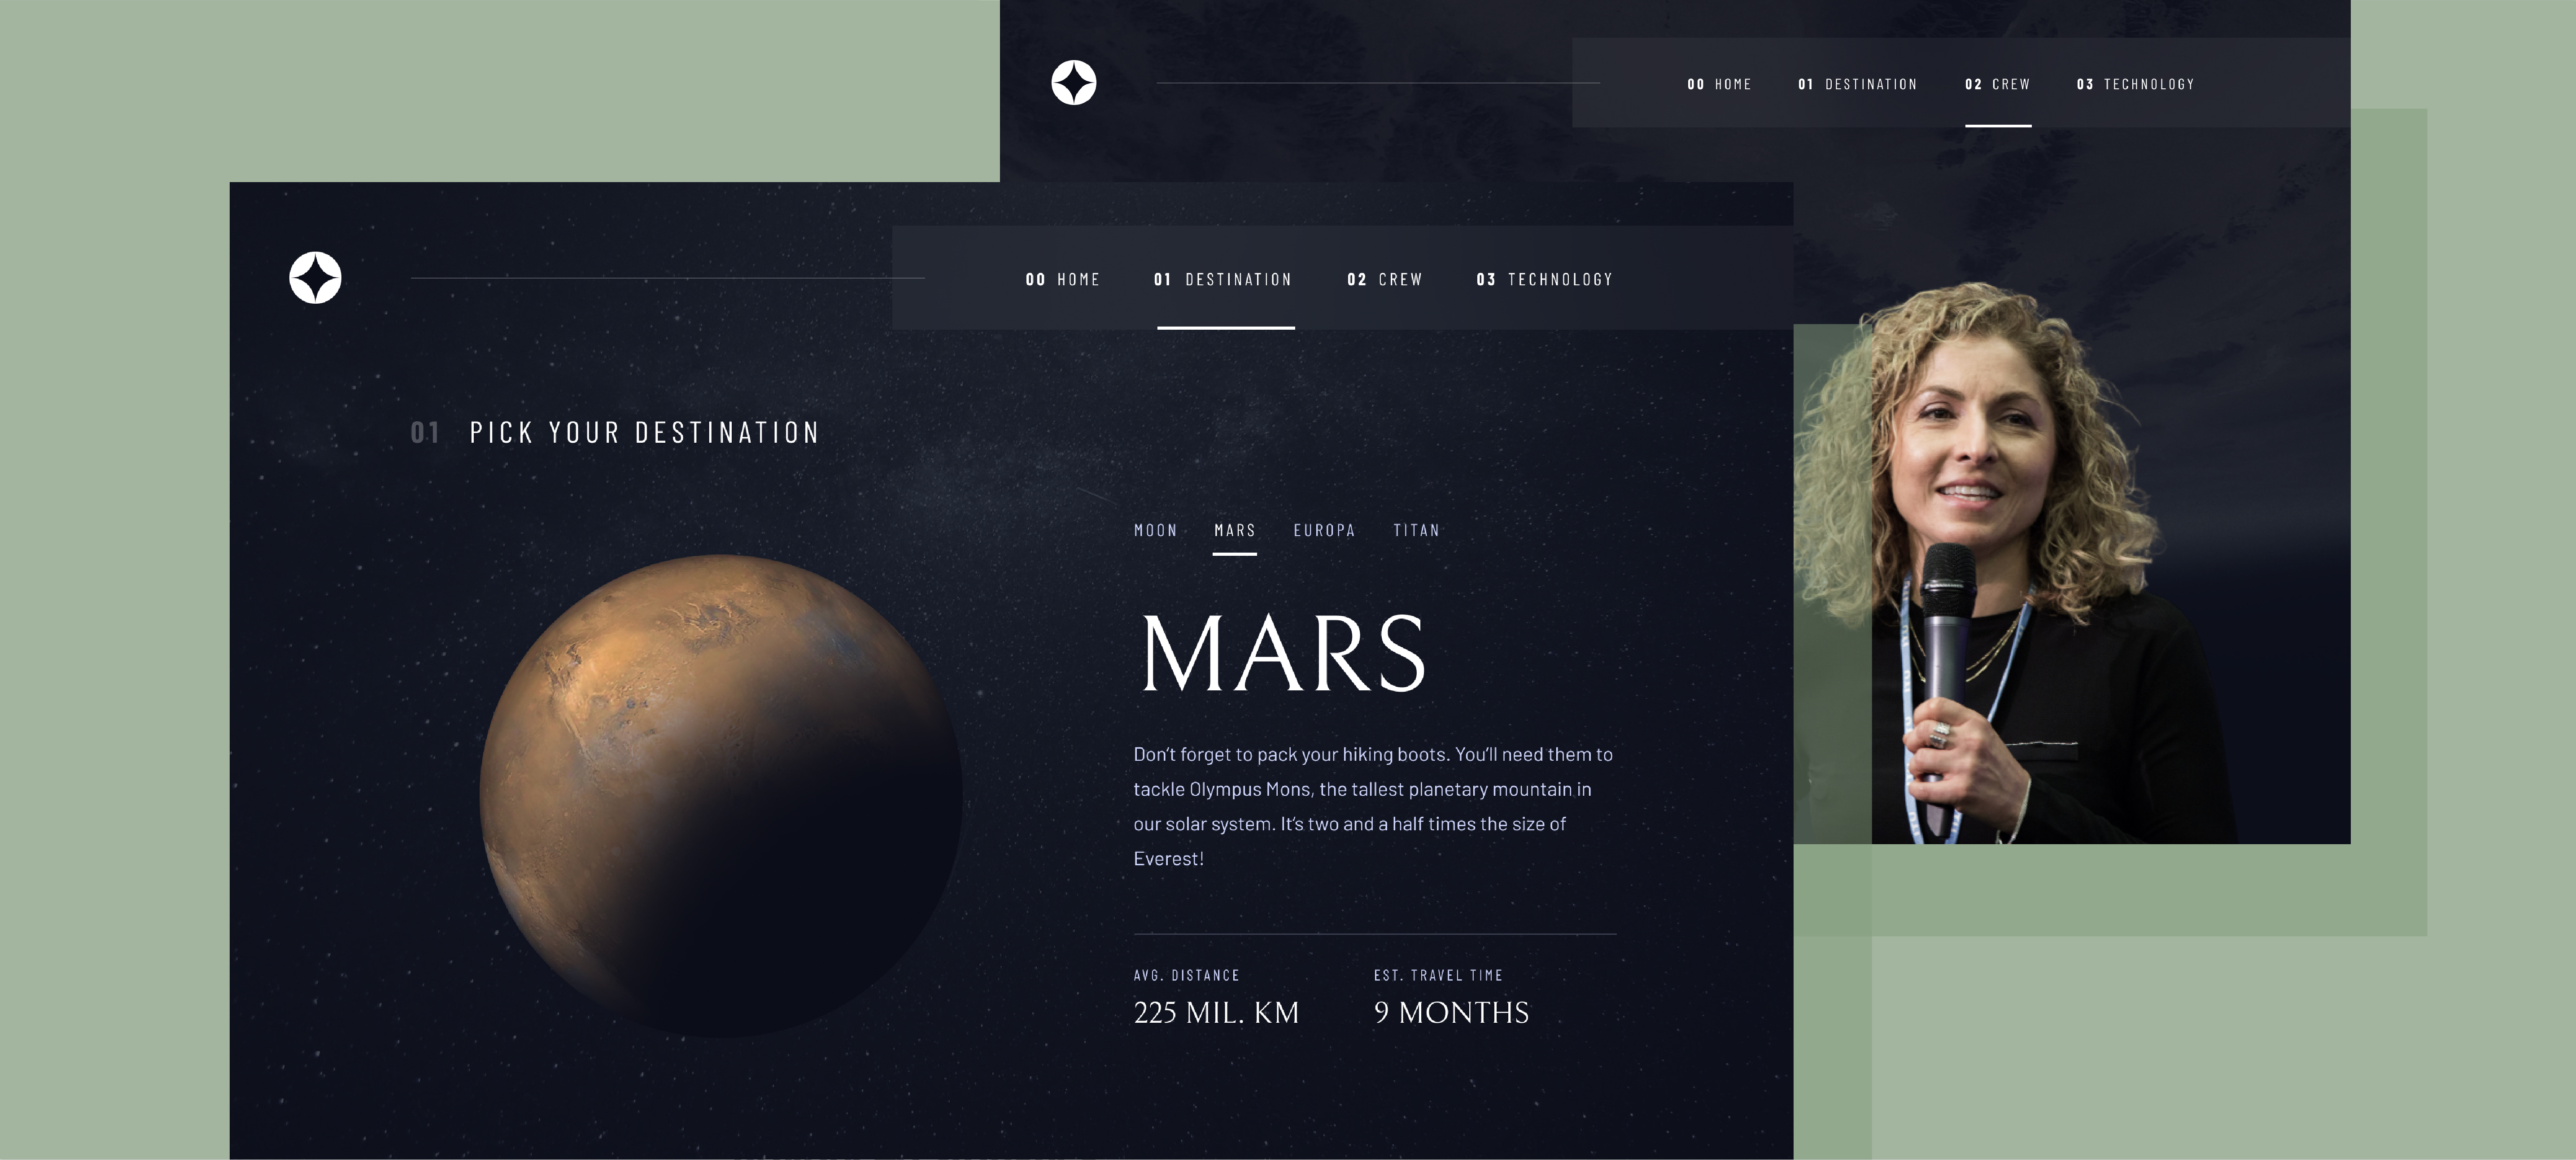 00 HOME 01 DESTINATION 02 CREW 03 TECHNOLOGY
00 HOME 01 DESTINATION 02 CREW 03 TECHNOLOGY
01 PICK YOUR DESTINATION
MOON MARS EUROPA TITAN
MARS
Don’t forget to pack your hiking boots. You’ll need them to
tackle Olympus Mons, the tallest planetary mountain in
our solar system. It’s two and a half times the size of
Everest!
AVG. DISTANCE EST. TRAVEL TIME
225 MIL. KM 9 MONTHS